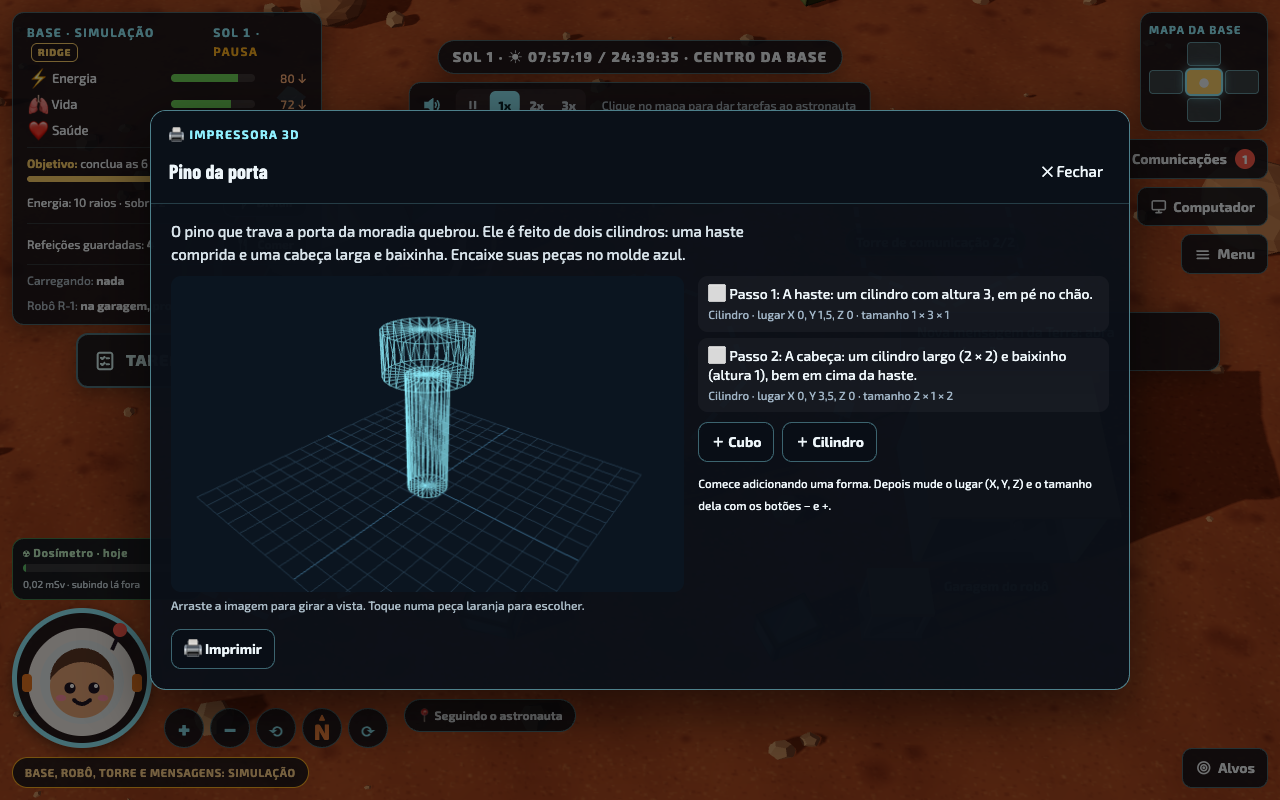 BASE · SIMULAÇÃO
RIDGE
SOL 1 ·
PAUSA
Energia
80 ↓
Vida
72 ↓
Saúde
Objetivo: conclua as 6
Energia: 10 raios · sobr
Refeições guardadas:
Carregando: nada
Robô R-1: na garagem,
SOL 1 · ☀ 07:57:19 / 24:39:35 · CENTRO DA BASE
1x
2x
3x
Clique no mapa para dar tarefas ao astronauta
MAPA DA BASE
Comunicações 1
Computador
Menu
IMPRESSORA 3D
Pino da porta
✕ Fechar
O pino que trava a porta da moradia quebrou. Ele é feito de dois cilindros: uma haste
comprida e uma cabeça larga e baixinha. Encaixe suas peças no molde azul.
Passo 1: A haste: um cilindro com altura 3, em pé no chão.
Cilindro · lugar X 0, Y 1,5, Z 0 · tamanho 1 × 3 × 1
Passo 2: A cabeça: um cilindro largo (2 × 2) e baixinho
(altura 1), bem em cima da haste.
Cilindro · lugar X 0, Y 3,5, Z 0 · tamanho 2 × 1 × 2
+ Cubo
+ Cilindro
Comece adicionando uma forma. Depois mude o lugar (X, Y, Z) e o tamanho
dela com os botões − e +.
Arraste a imagem para girar a vista. Toque numa peça laranja para escolher.
Imprimir
Dosímetro · hoje
0,02 mSv · subindo lá fora
N
Seguindo o astronauta
BASE, ROBÔ, TORRE E MENSAGENS: SIMULAÇÃO
Alvos